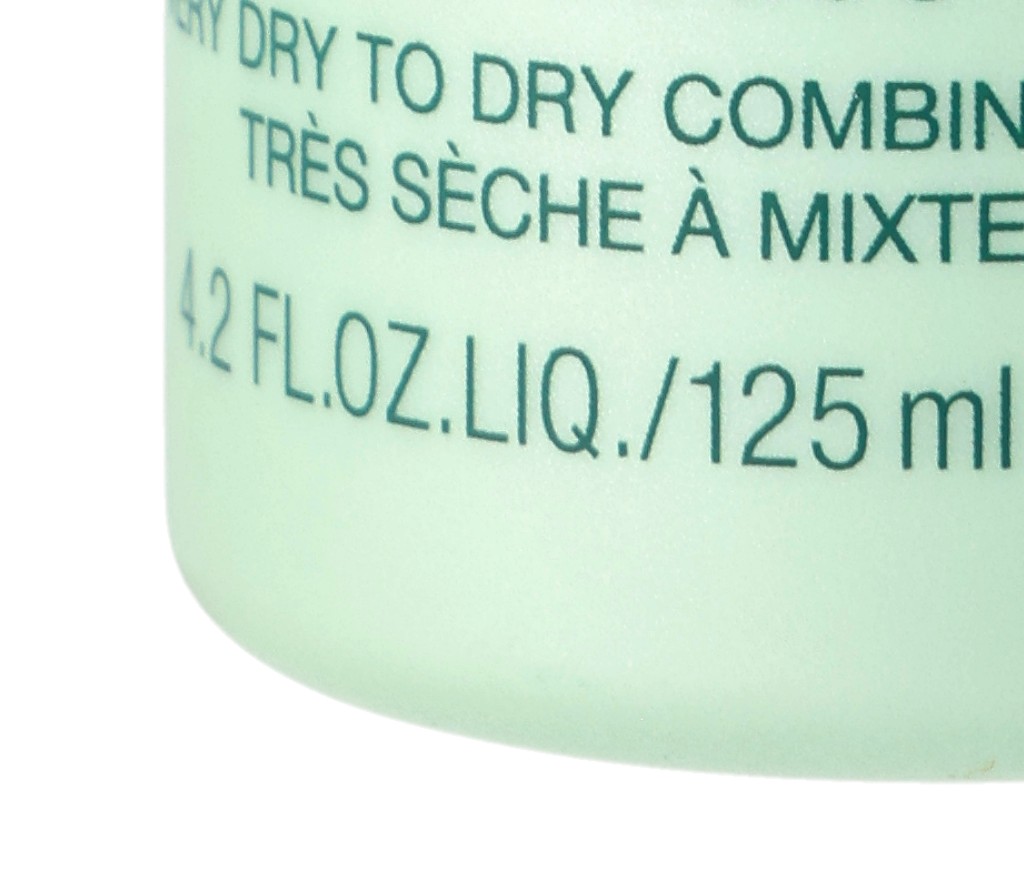 DRY TO DRY COMBIN
TRÈS SÈCHE À MIXTE
4.2 FL.OZ.LIQ./125 ml